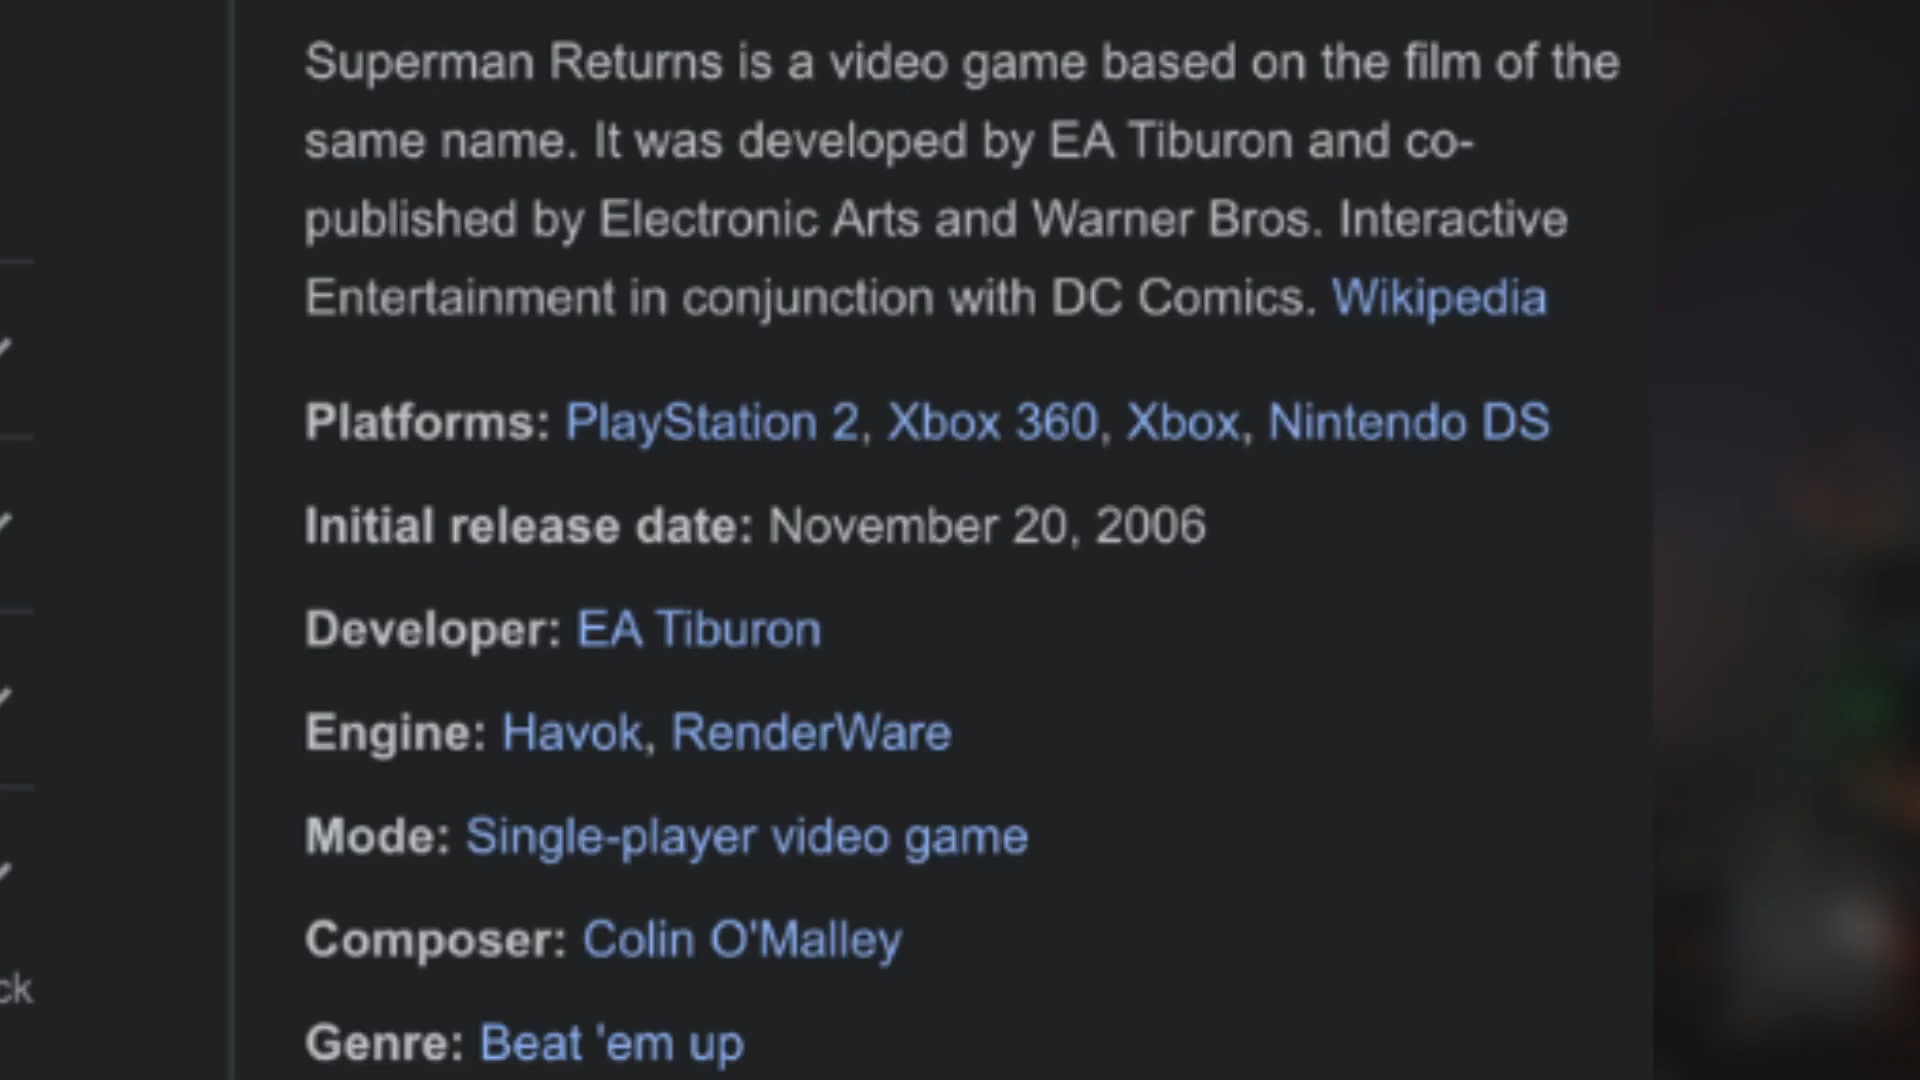 Superman Returns is a video game based on the film of the
same name. It was developed by EA Tiburon and co-
published by Electronic Arts and Warner Bros. Interactive
Entertainment in conjunction with DC Comics. Wikipedia
Platforms: PlayStation 2, Xbox 360, Xbox, Nintendo DS
Initial release date: November 20, 2006
Developer: EA Tiburon
Engine: Havok, RenderWare
Mode: Single-player video game
Composer: Colin O'Malley
ck
Genre: Beat 'em up